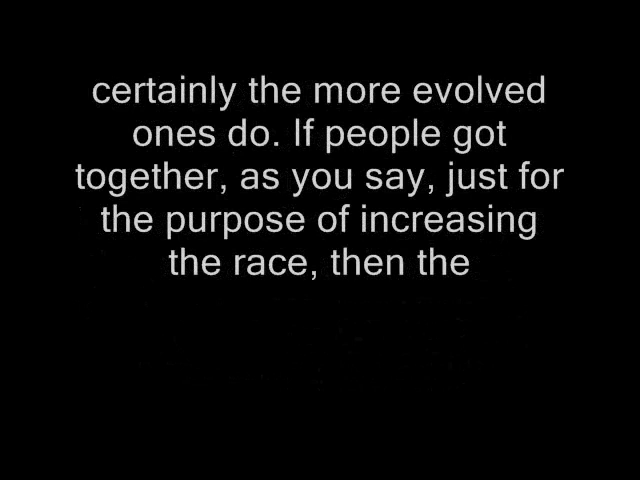 certainly the more evolved
ones do. If people got
together, as you say, just for
the purpose of increasing
the race, then the